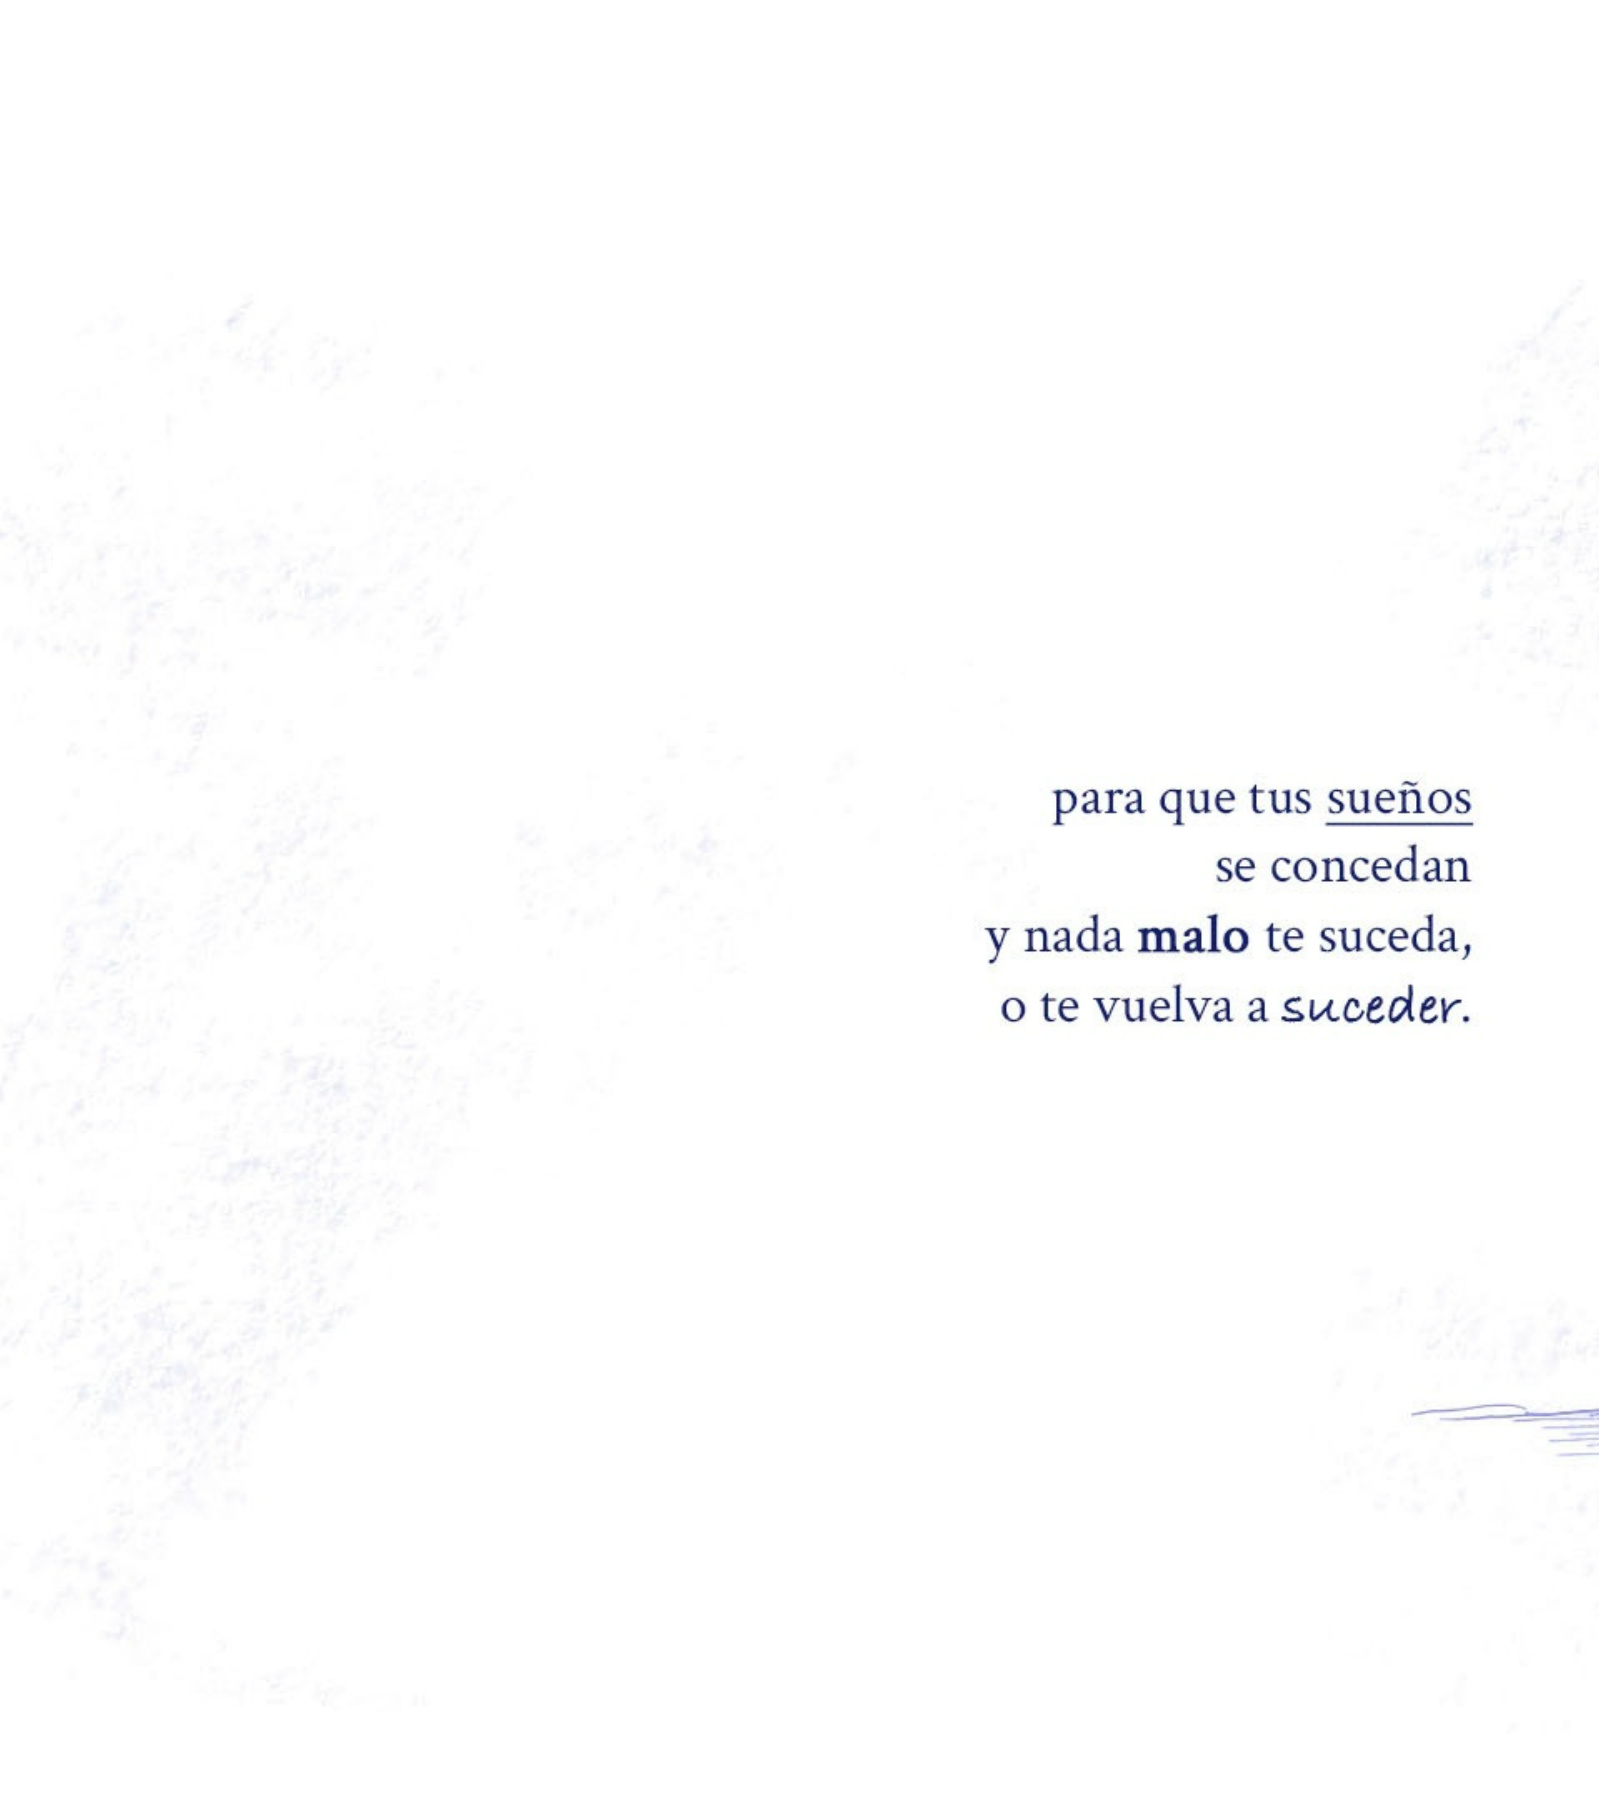 para que tus sueños
se concedan
y nada malo te suceda,
o te vuelva a suceder.